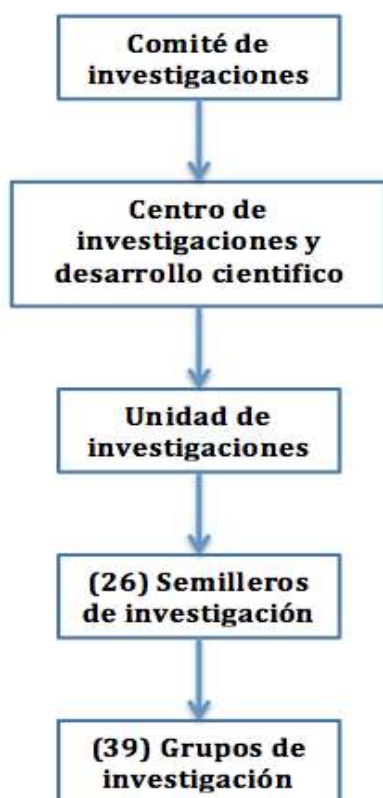 Comité de
investigaciones
Centro de
investigaciones y
desarrollo cientifico
Unidad de
investigaciones
(26) Semilleros
de investigación
(39) Grupos de
investigación